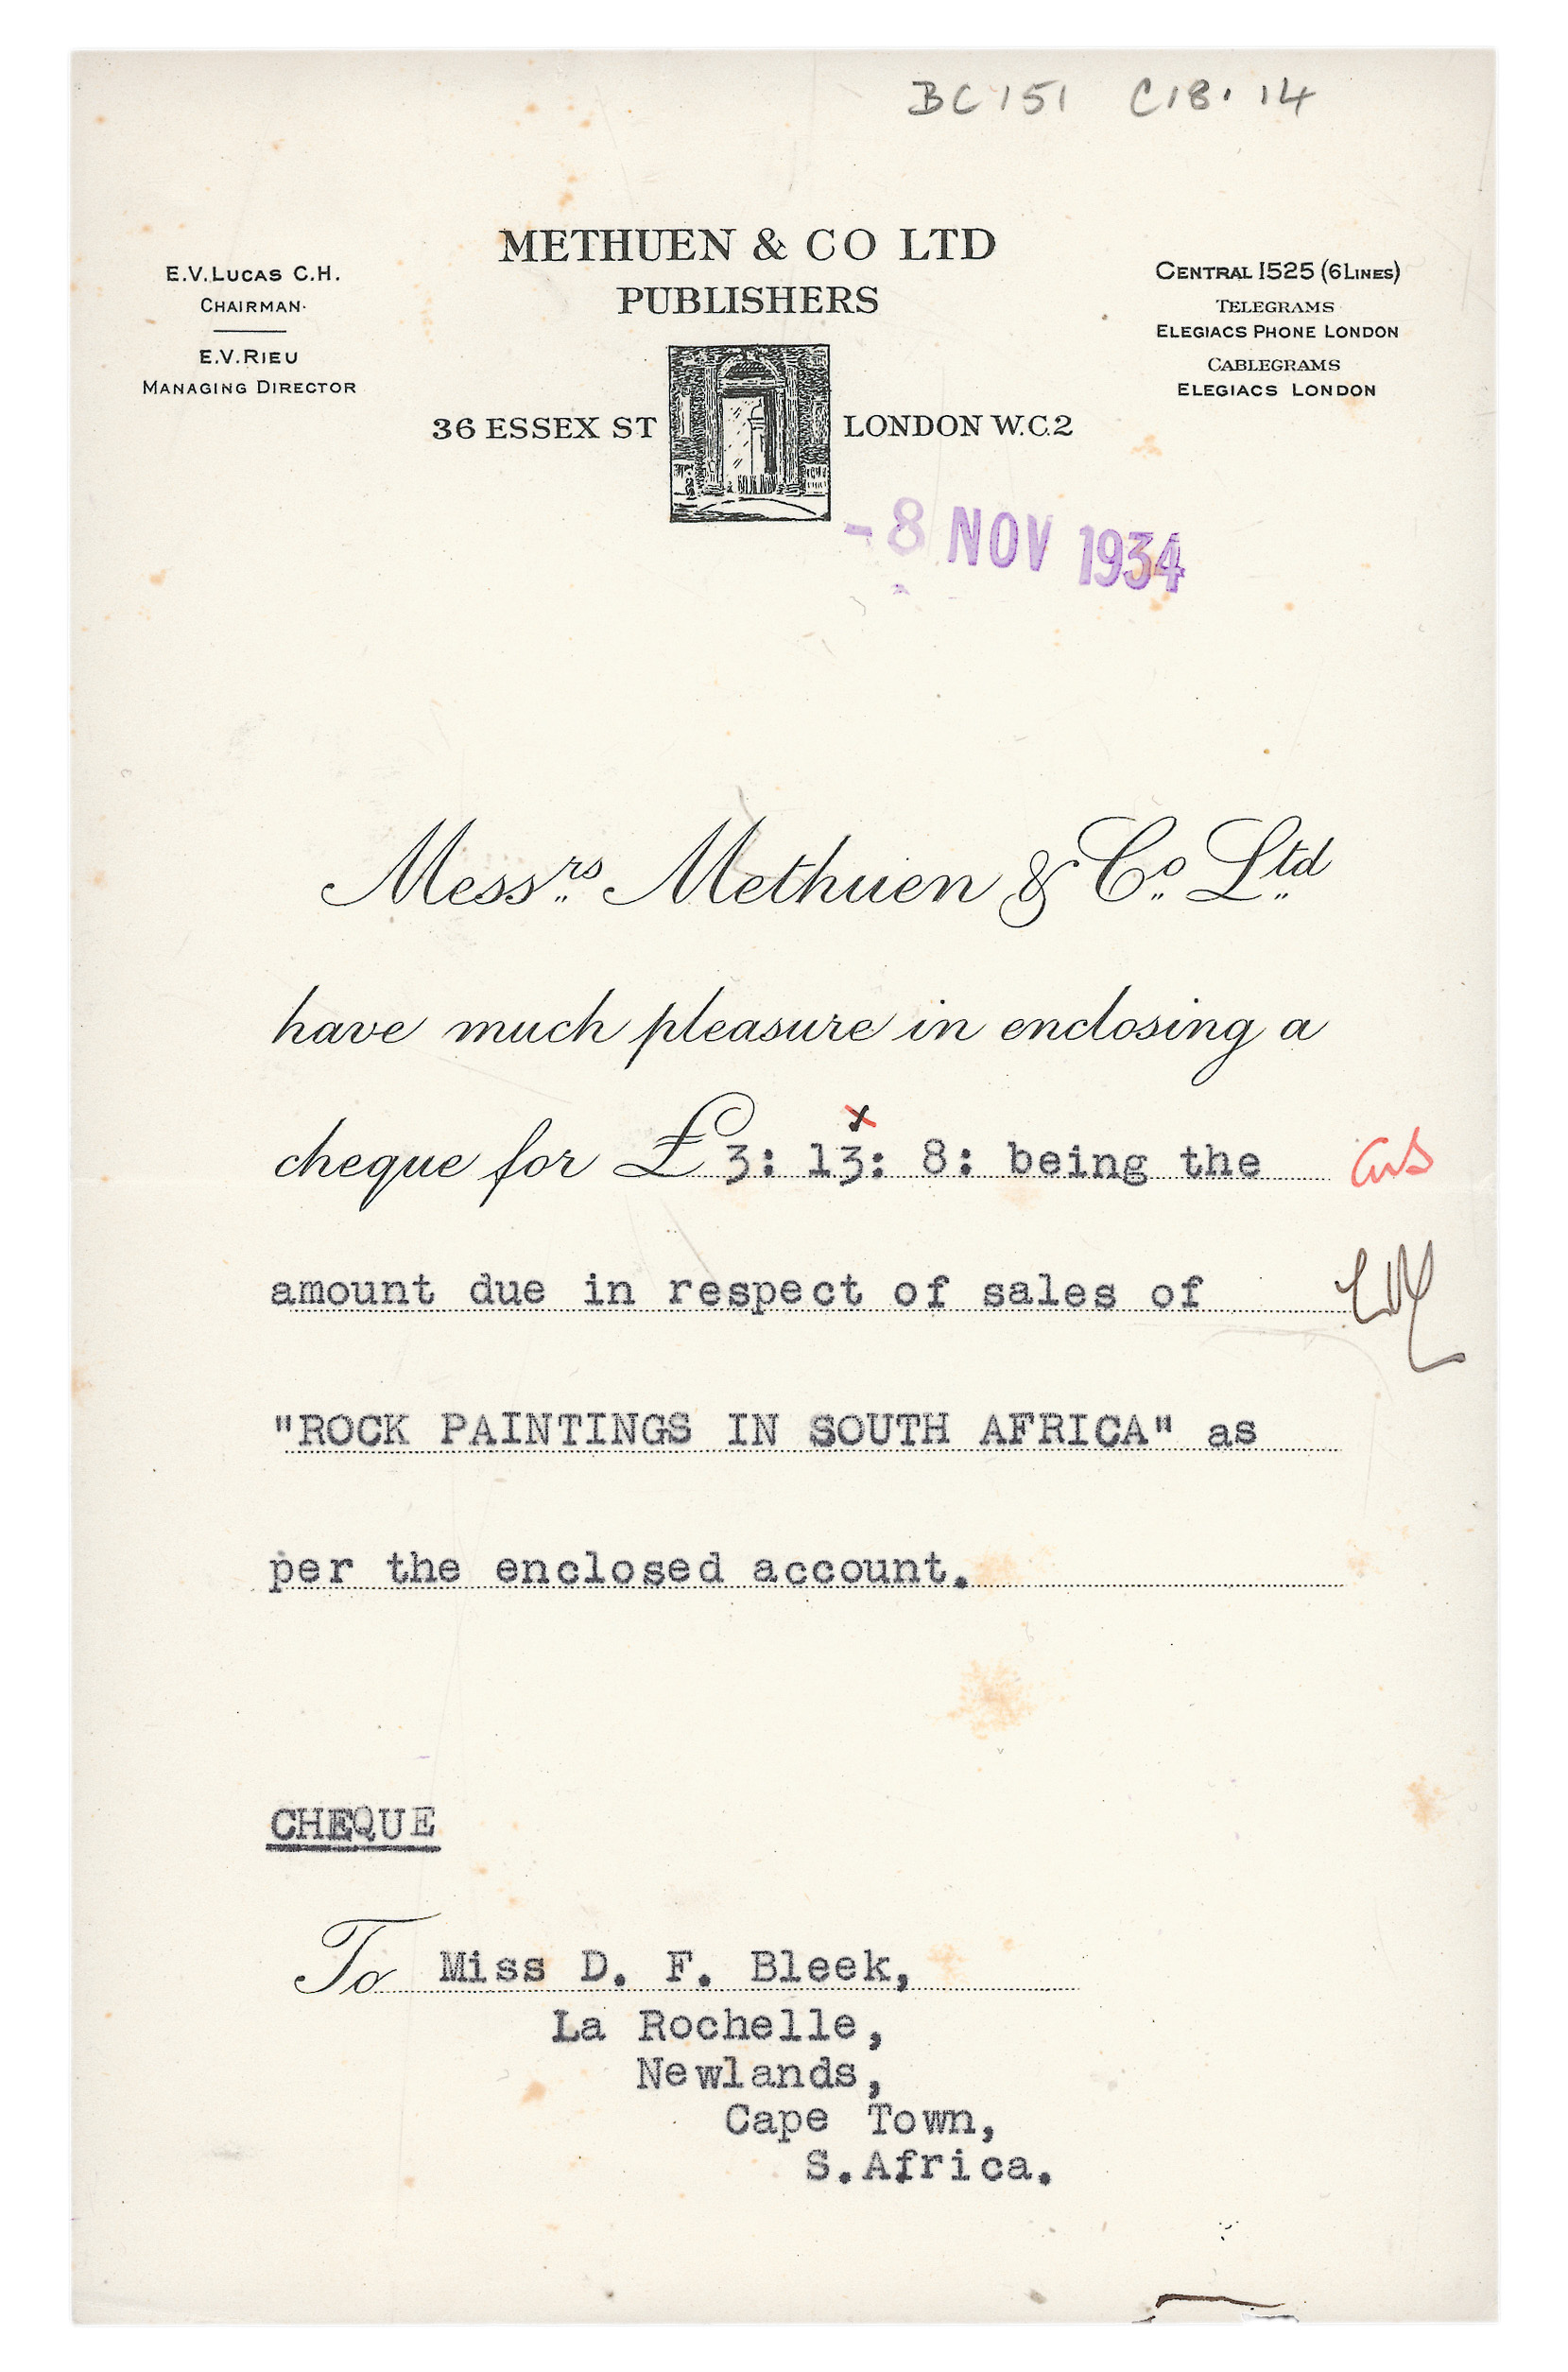 BC 151 C18.14
METHUEN & CO LTD
PUBLISHERS
E.V. LUCAS C.H.
CHAIRMAN
E.V. RIEU
MANAGING DIRECTOR
CENTRAL 1525 (6 LINES)
TELEGRAMS
ELEGIACS PHONE LONDON
CABLEGRAMS
ELEGIACS LONDON
36 ESSEX ST LONDON W.C.2
-8 NOV 1934
Messrs Methuen & Co Ltd
have much pleasure in enclosing a
x
cheque for £ 3: 13: 8: being the
amount due in respect of sales of
"ROCK PAINTINGS IN SOUTH AFRICA" as
per the enclosed account.
CHEQUE
To Miss D. F. Bleek,
La Rochelle,
Newlands,
Cape Town,
S.Africa.